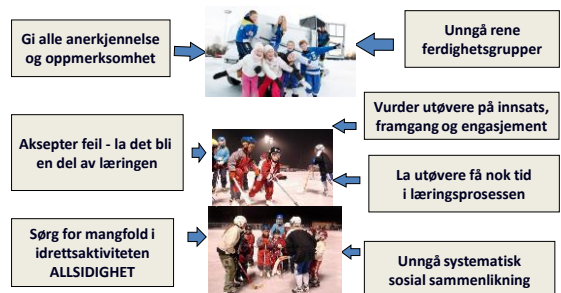 Gi alle anerkjennelse
og oppmerksomhet
Unngå rene
ferdighetsgrupper
Vurder utøvere på innsats,
framgang og engasjement
Aksepter feil - la det bli
en del av læringen
La utøvere få nok tid
i læringsprosessen
Sørg for mangfold i
idrettsaktiviteten
ALLSIDIGHET
Unngå systematisk
sosial sammenlikning